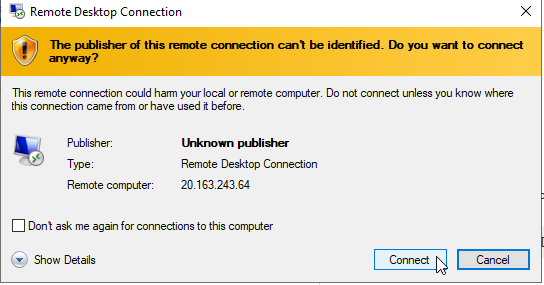 Remote Desktop Connection
The publisher of this remote connection can't be identified. Do you want to connect
anyway?
This remote connection could harm your local or remote computer. Do not connect unless you know where
this connection came from or have used it before.
Publisher: Unknown publisher
Type: Remote Desktop Connection
Remote computer: 20.163.243.64
Don't ask me again for connections to this computer
Show Details
Connect
Cancel